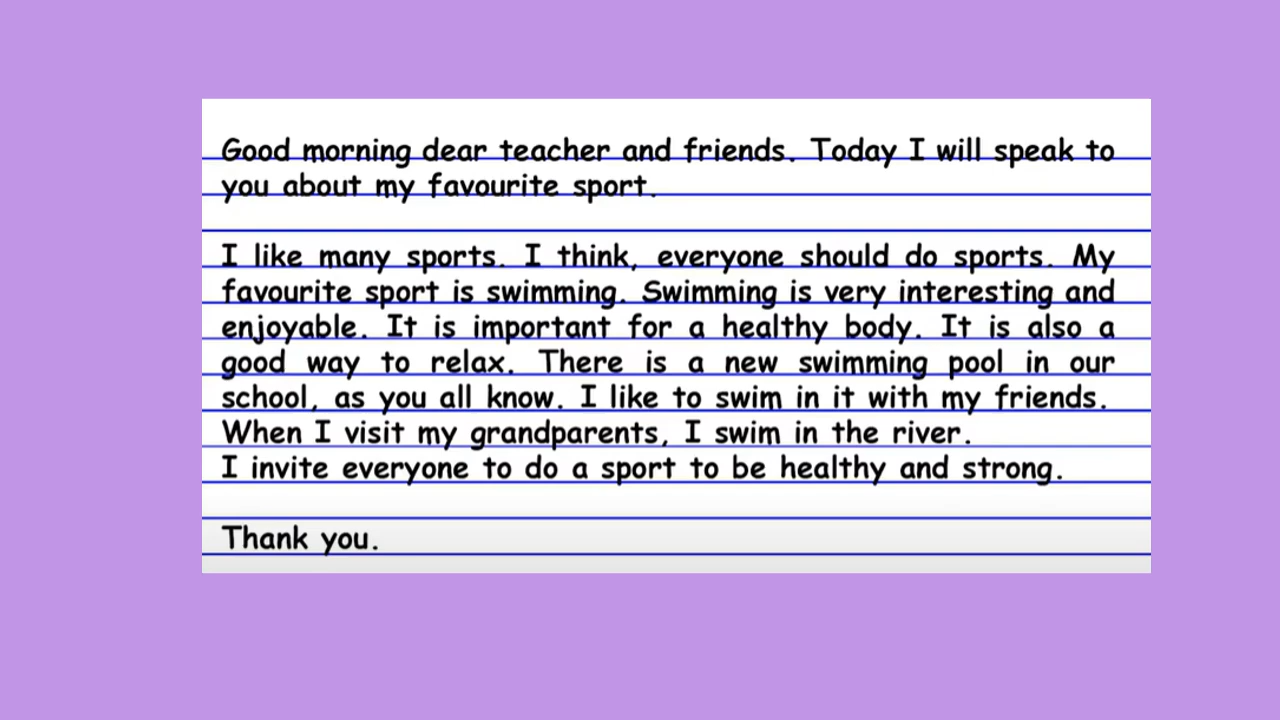 Good morning dear teacher and friends. Today I will speak to
you about my favourite sport.
I like many sports. I think, everyone should do sports. My
favourite sport is swimming. Swimming is very interesting and
enjoyable. It is important for a healthy body. It is also a
good way to relax. There is a new swimming pool in our
school, as you all know. I like to swim in it with my friends.
When I visit my grandparents, I swim in the river.
I invite everyone to do a sport to be healthy and strong.
Thank you.